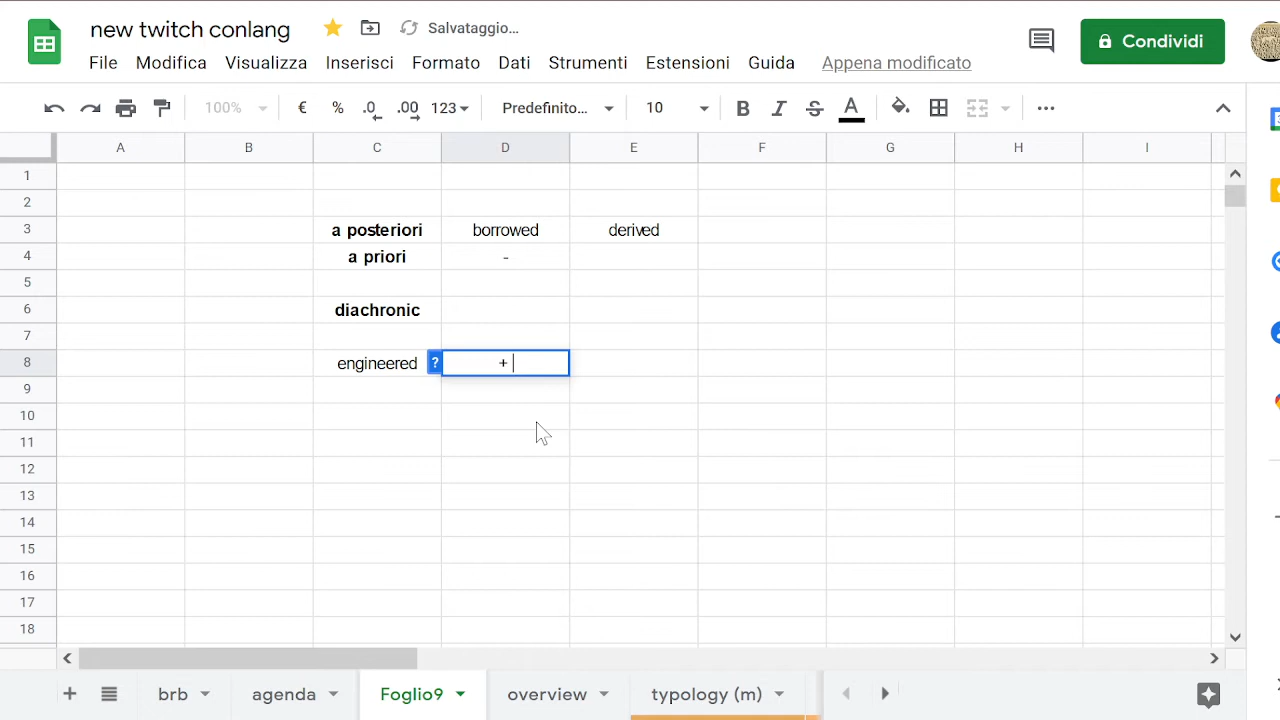 new twitch conlang Salvataggio... Condividi
File Modifica Visualizza Inserisci Formato Dati Strumenti Estensioni Guida Appena modificato
100% € % .0 .00 123 Predefinito... 10 B I S A
A B C D E F G H I
1
2
3 a posteriori borrowed derived
4 a priori -
5
6 diachronic
7
8 engineered ? +
9
10
11
12
13
14
15
16
17
18
brb agenda Foglio9 overview typology (m)